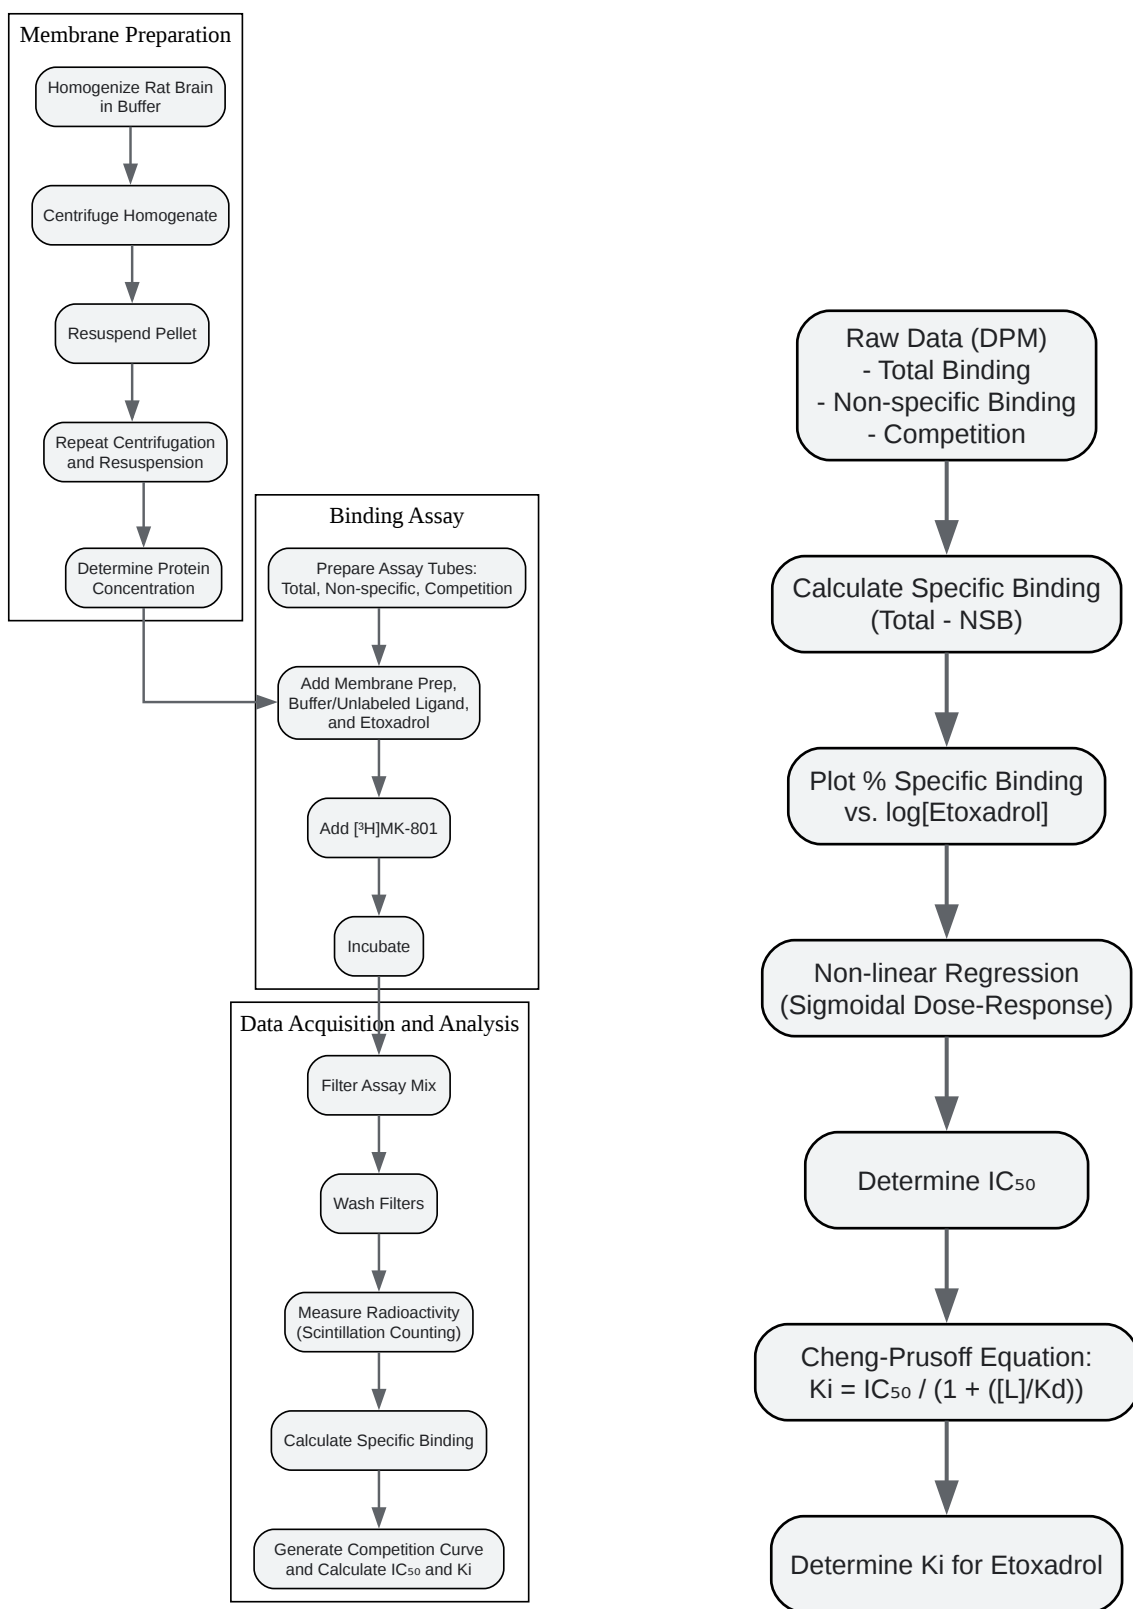 Membrane Preparation
Homogenize Rat Brain
in Buffer
Centrifuge Homogenate
Resuspend Pellet
Repeat Centrifugation
and Resuspension
Determine Protein
Concentration
Binding Assay
Prepare Assay Tubes:
Total, Non-specific, Competition
Add Membrane Prep,
Buffer/Unlabeled Ligand,
and Etoxadrol
Add [³H]MK-801
Incubate
Data Acquisition and Analysis
Filter Assay Mix
Wash Filters
Measure Radioactivity
(Scintillation Counting)
Calculate Specific Binding
Generate Competition Curve
and Calculate IC₅₀ and Ki
Raw Data (DPM)
- Total Binding
- Non-specific Binding
- Competition
Calculate Specific Binding
(Total - NSB)
Plot % Specific Binding
vs. log[Etoxadrol]
Non-linear Regression
(Sigmoidal Dose-Response)
Determine IC₅₀
Cheng-Prusoff Equation:
Ki = IC₅₀ / (1 + ([L]/Kd))
Determine Ki for Etoxadrol